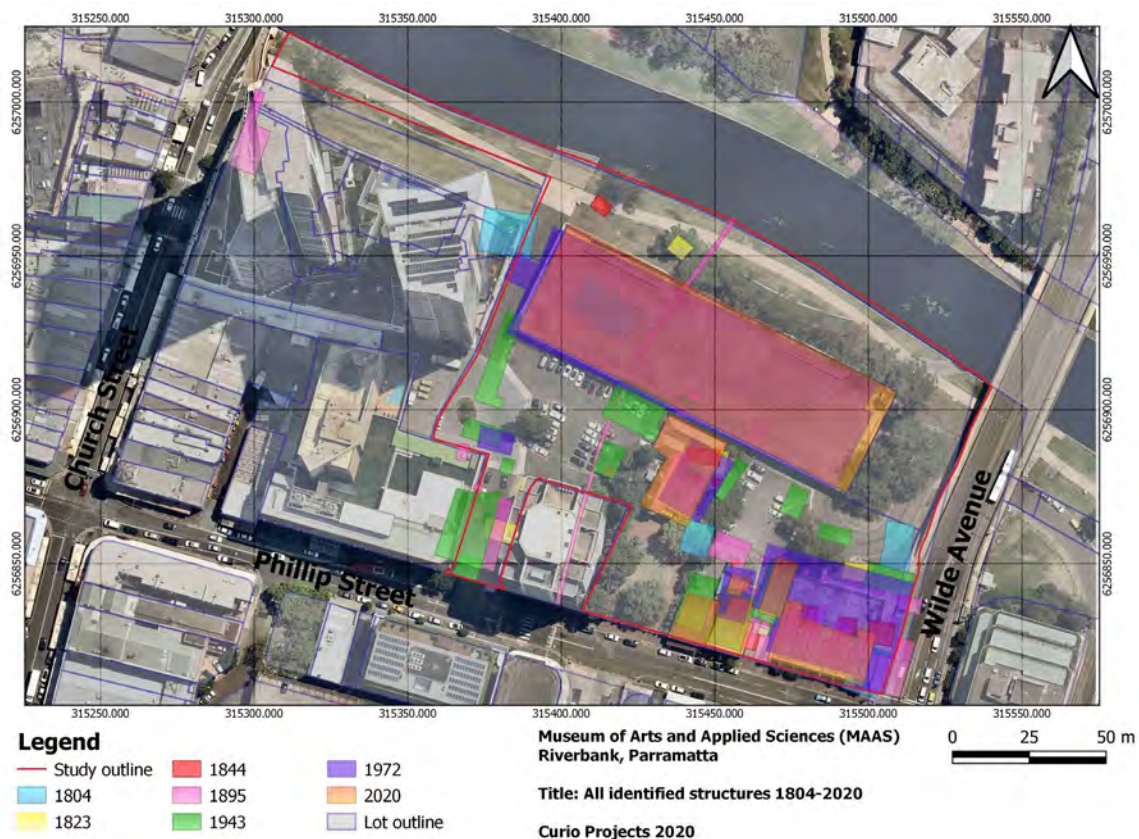 315250.000 315300.000 315350.000 315400.000 315450.000 315500.000 315550.000
6257000.000 6257000.000
6256950.000 6256950.000
6256900.000 6256900.000
6256850.000 6256850.000
Church Street
Phillip Street
Wilde Avenue
315250.000 315300.000 315350.000 315400.000 315450.000 315500.000 315550.000
Legend
Study outline
1804
1823
1844
1895
1943
1972
2020
Lot outline
Museum of Arts and Applied Sciences (MAAS)
Riverbank, Parramatta
Title: All identified structures 1804-2020
Curio Projects 2020
0 25 50 m